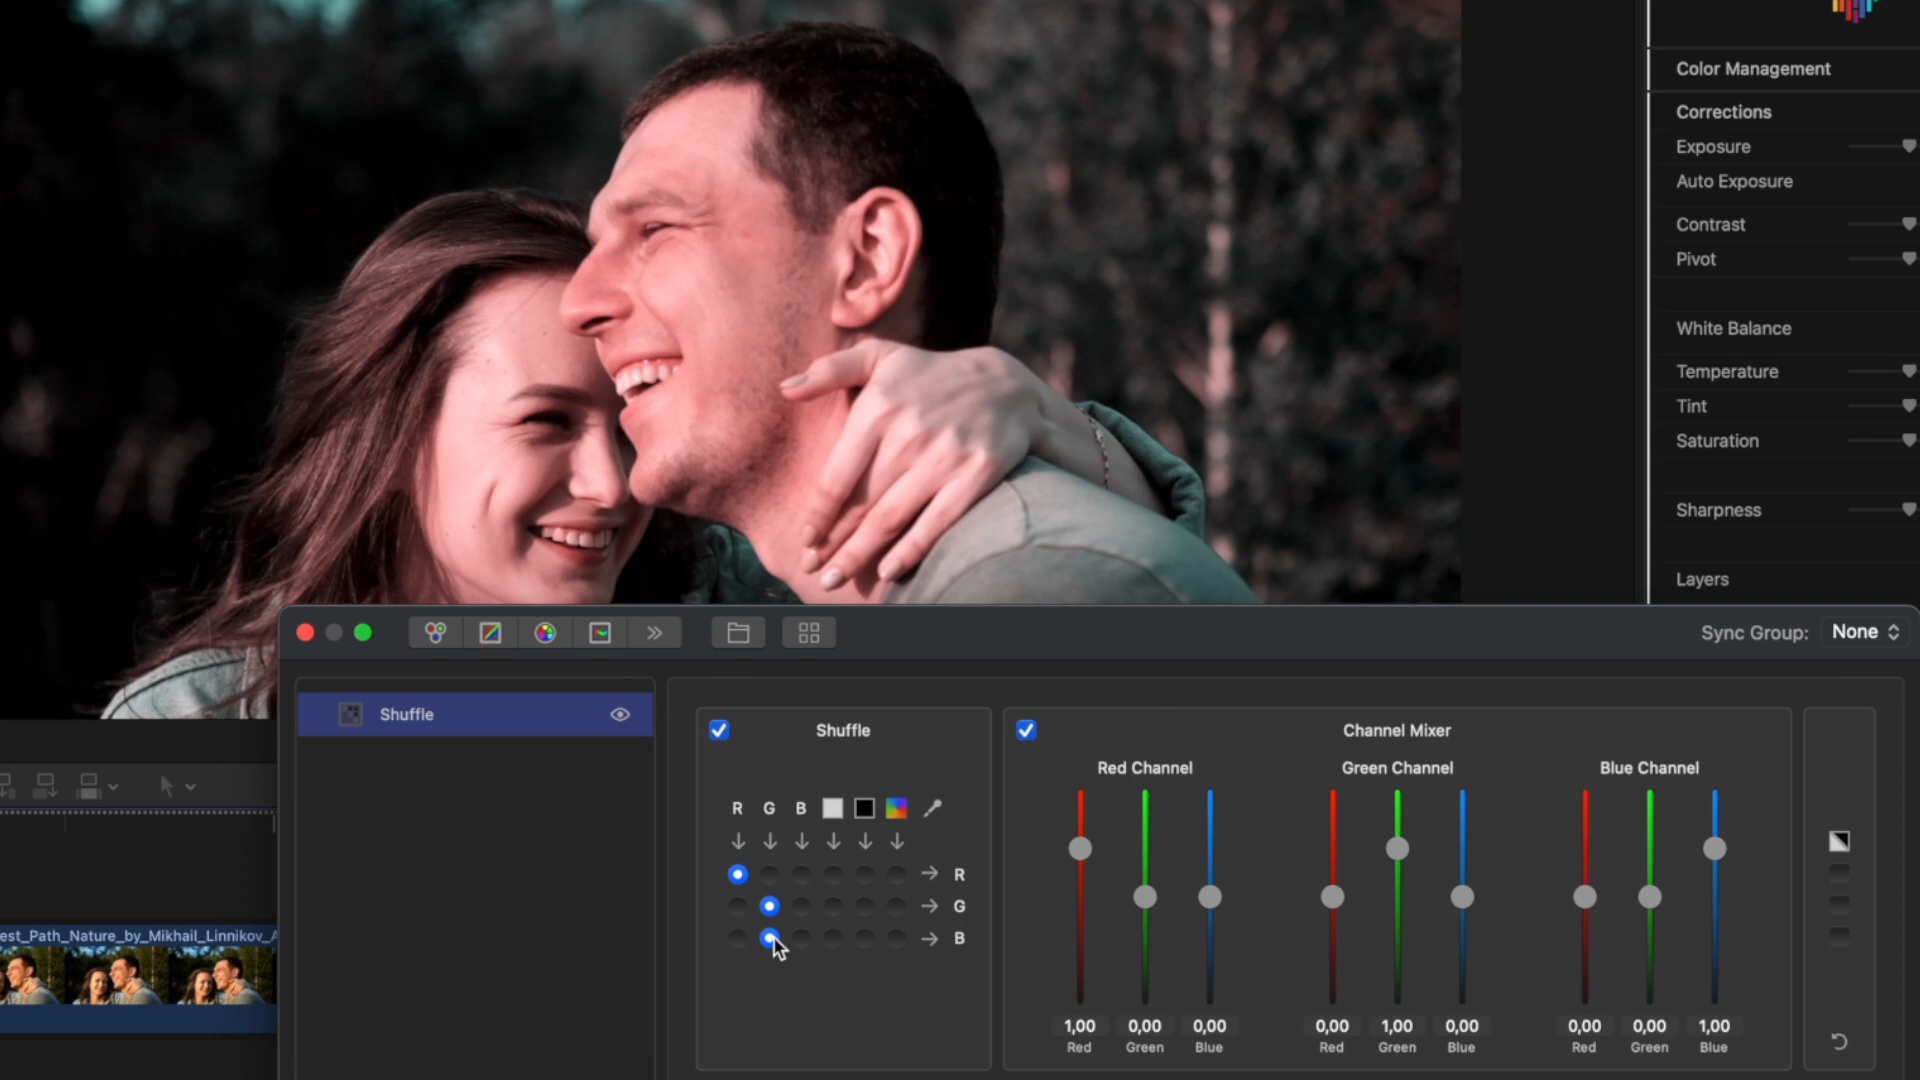 Color Management
Corrections
Exposure
Auto Exposure
Contrast
Pivot
White Balance
Temperature
Tint
Saturation
Sharpness
Layers
Sync Group: None
Shuffle
Shuffle
Channel Mixer
Red Channel Green Channel Blue Channel
R G B
R
G
B
est_Path_Nature_by_Mikhail_Linnikov_A
1,00 0,00 0,00 0,00 1,00 0,00 0,00 0,00 1,00
Red Green Blue Red Green Blue Red Green Blue